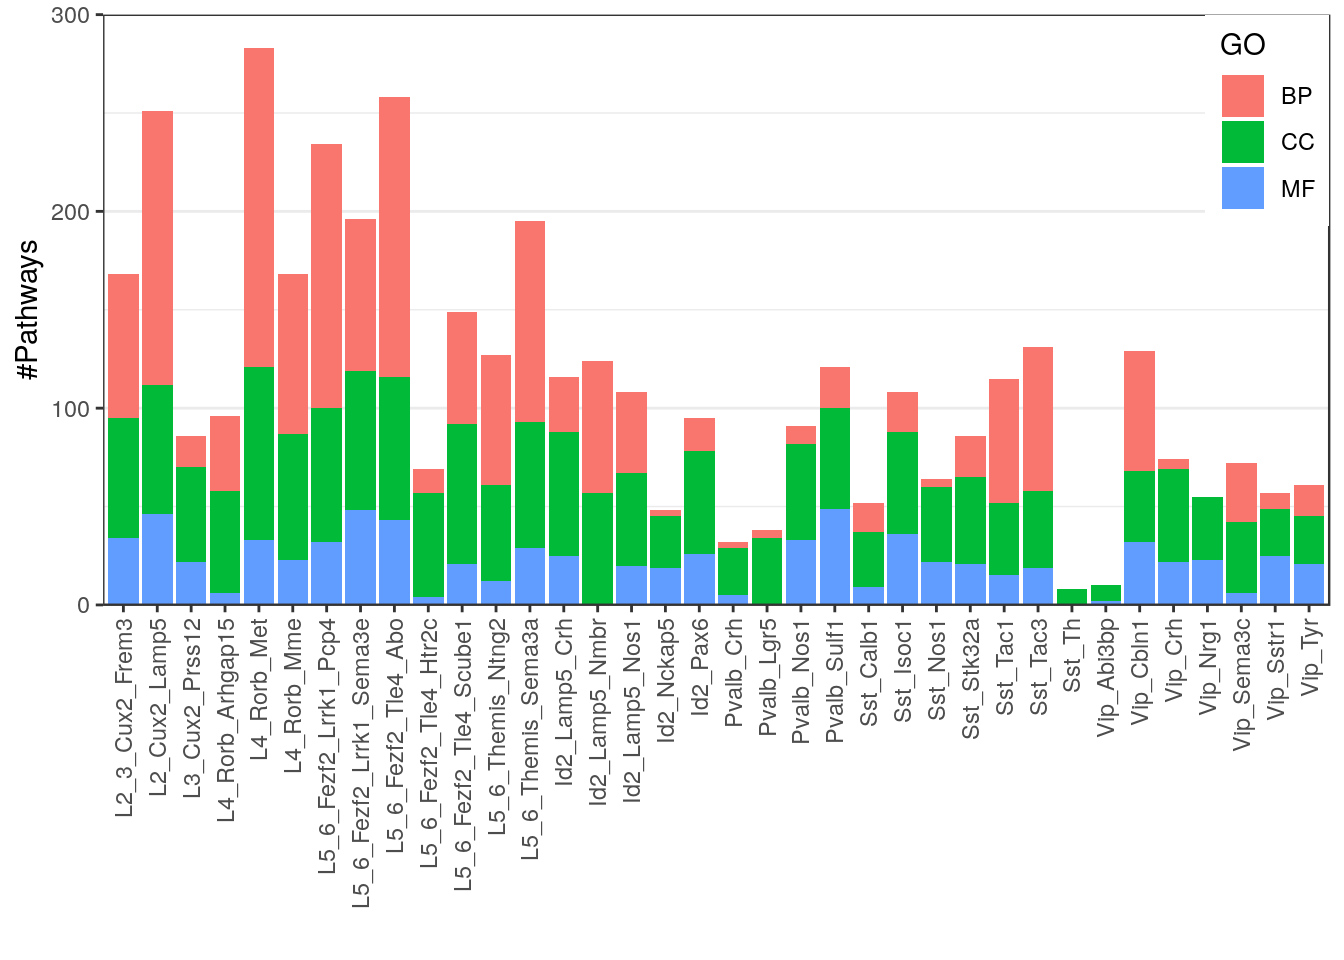 300
200
100
0
#Pathways
GO
BP
CC
MF
L2_3_Cux2_Frem3
L2_Cux2_Lamp5
L3_Cux2_Prss12
L4_Rorb_Arhgap15
L4_Rorb_Met
L4_Rorb_Mme
L5_6_Fezf2_Lrrk1_Pcp4
L5_6_Fezf2_Lrrk1_Sema3e
L5_6_Fezf2_Tle4_Abo
L5_6_Fezf2_Tle4_Htr2c
L5_6_Fezf2_Tle4_Scube1
L5_6_Themis_Ntng2
L5_6_Themis_Sema3a
Id2_Lamp5_Crh
Id2_Lamp5_Nmbr
Id2_Lamp5_Nos1
Id2_Nckap5
Id2_Pax6
Pvalb_Crh
Pvalb_Lgr5
Pvalb_Nos1
Pvalb_Sulf1
Sst_Calb1
Sst_Isoc1
Sst_Nos1
Sst_Stk32a
Sst_Tac1
Sst_Tac3
Sst_Th
Vip_Abi3bp
Vip_Cbln1
Vip_Crh
Vip_Nrg1
Vip_Sema3c
Vip_Sstr1
Vip_Tyr